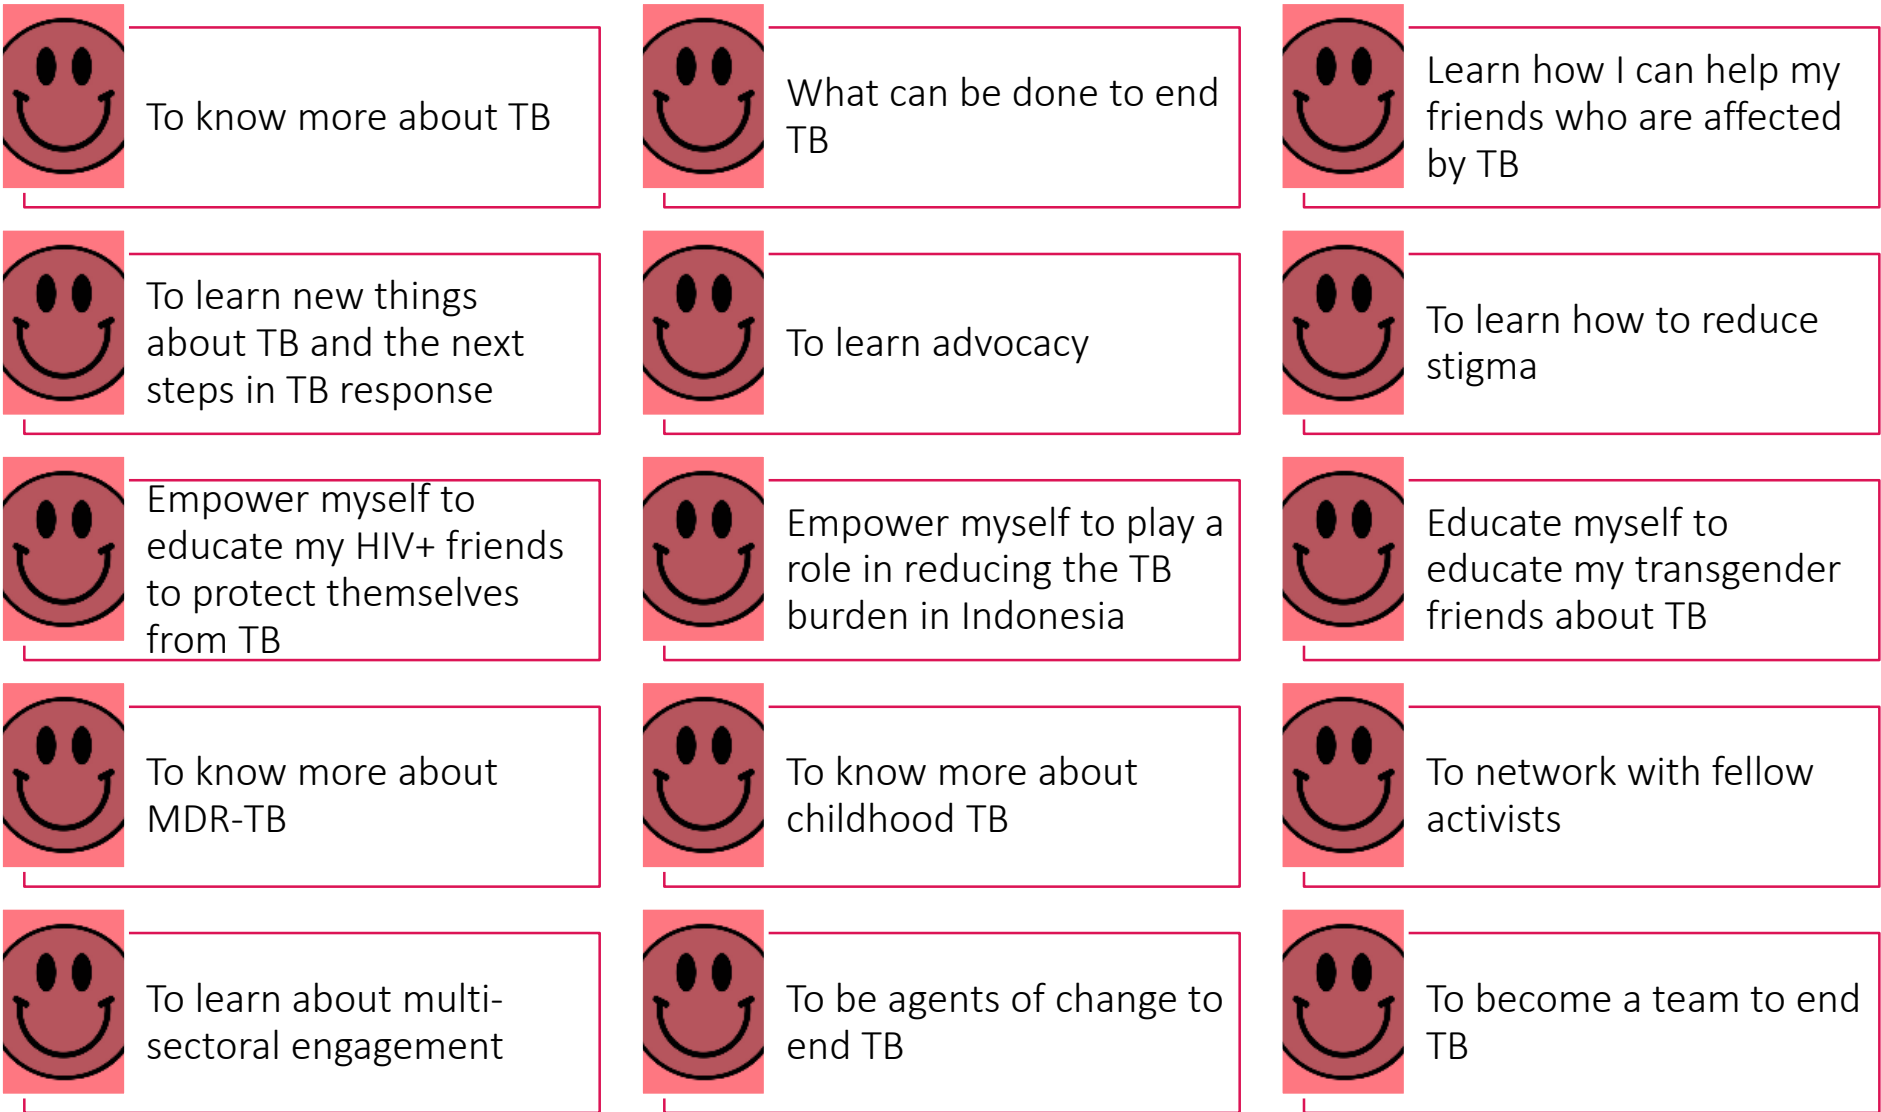 To know more about TB
What can be done to end
TB
Learn how I can help my
friends who are affected
by TB
To learn new things
about TB and the next
steps in TB response
To learn advocacy
To learn how to reduce
stigma
Empower myself to
educate my HIV+ friends
to protect themselves
from TB
Empower myself to play a
role in reducing the TB
burden in Indonesia
Educate myself to
educate my transgender
friends about TB
To know more about
MDR-TB
To know more about
childhood TB
To network with fellow
activists
To learn about multi-
sectoral engagement
To be agents of change to
end TB
To become a team to end
TB